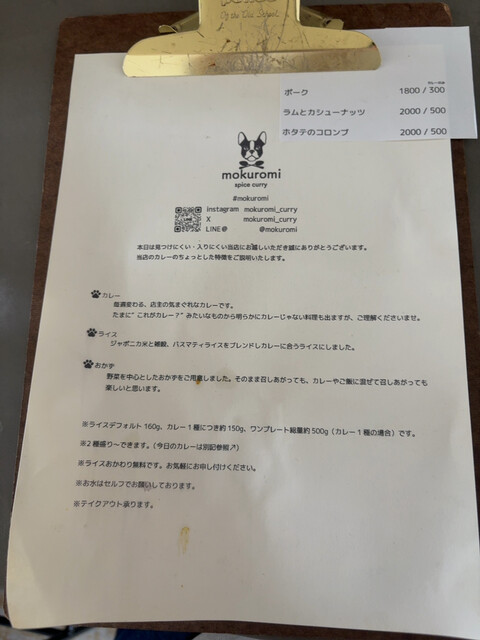 Of the Old School
カレーのみ
ポーク 1800 / 300
ラムとカシューナッツ 2000 / 500
ホタテのコロンブ 2000 / 500
mokuromi
spice curry
#mokuromi
Instagram mokuromi_curry
X mokuromi_curry
LINE@ @mokuromi
本日は見つけにくい・入りにくい当店にお越しいただき誠にありがとうございます。
当店のカレーのちょっとした特徴をご説明いたします。
カレー
毎週変わる、店主の気まぐれなカレーです。
たまに"これがカレー?"みたいなものから明らかにカレーじゃない料理も出ますが、ご理解くださいませ。
ライス
ジャポニカ米と雑穀、バスマティライスをブレンドしカレーに合うライスにしました。
おかず
野菜を中心としたおかずをご用意しました。そのまま召しあがっても、カレーやご飯に混ぜて召しあがっても
楽しいと思います。
※ライスデフォルト 160g、カレー1種につき約150g、ワンプレート総量約500g(カレー1種の場合)です。
※2種盛り〜できます。(今日のカレーは別記参照↗)
※ライスおかわり無料です。お気軽にお申し付けください。
※お水はセルフでお願いしております。
※テイクアウト承ります。